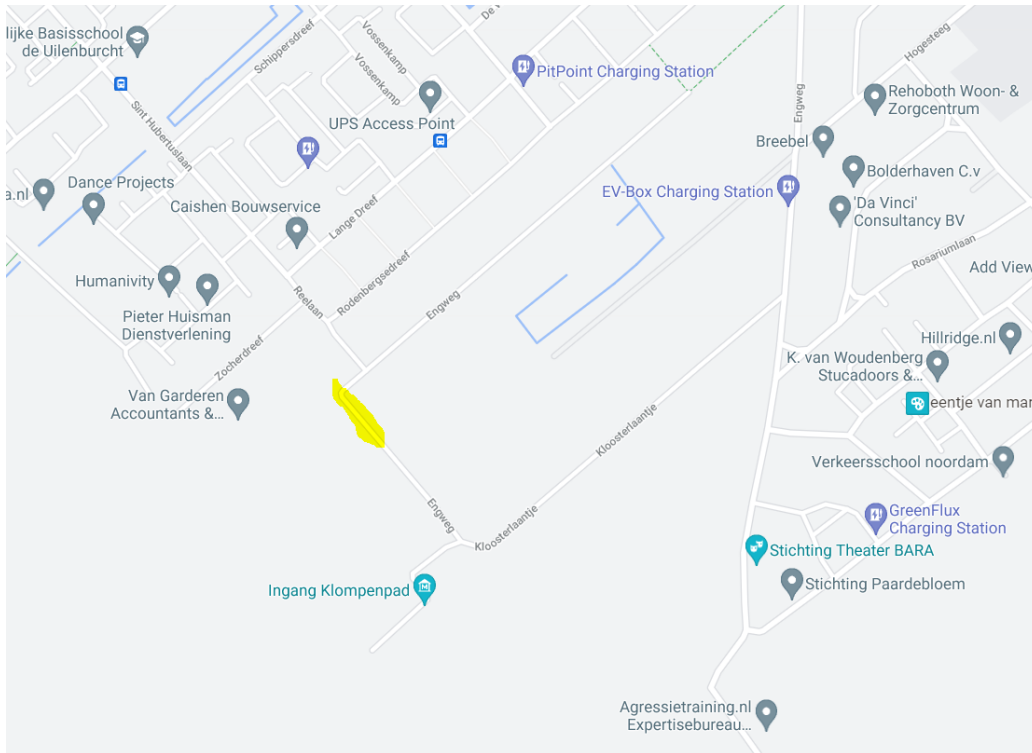 lijke Basisschool
de Uilenburcht
Schippersdreef
Vossenkamp
Vossenkamp
De
PitPoint Charging Station
Hogesteeg
Sint Hubertuslaan
UPS Access Point
Engweg
Rehoboth Woon- &
Zorgcentrum
Breebel
Bolderhaven C.v
a.nl
Dance Projects
Caishen Bouwservice
Lange Dreef
EV-Box Charging Station
'Da Vinci'
Consultancy BV
Rosariumlaan
Add View
Humanivity
Reelaan
Rodenbergsedreef
Engweg
Pieter Huisman
Dienstverlening
Zocherdreef
Hillridge.nl
K. van Woudenberg
Stucadoors &...
Van Garderen
Accountants &...
eentje van mar
Kloosterlaantje
Verkeersschool noordam
Engweg
Kloosterlaantje
GreenFlux
Charging Station
Stichting Theater BARA
Ingang Klompenpad
Stichting Paardebloem
Agressietraining.nl
Expertisebureau...